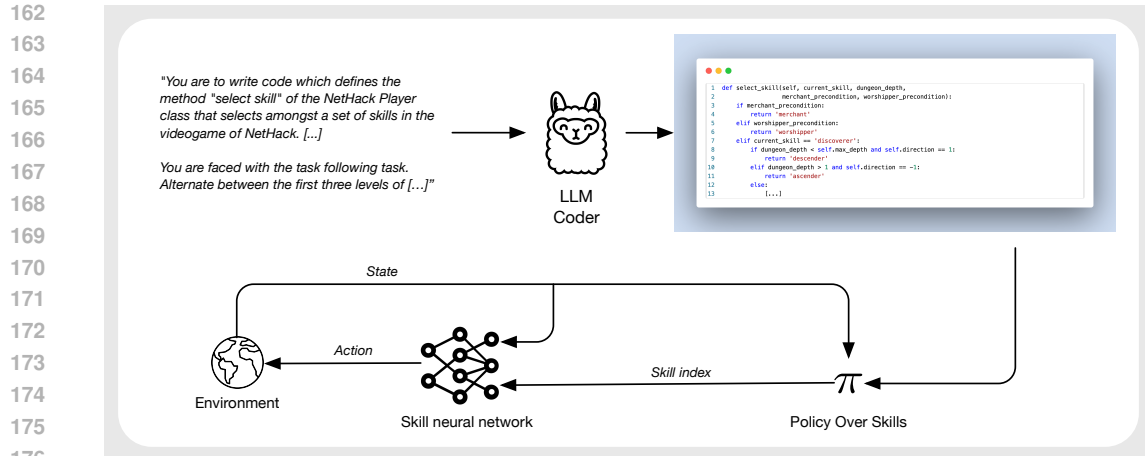 162
163
164
165
166
167
168
169
170
171
172
173
174
175
176
"You are to write code which defines the
method "select skill" of the NetHack Player
class that selects amongst a set of skills in the
videogame of NetHack. [...]
You are faced with the task following task.
Alternate between the first three levels of [...]"
LLM
Coder
1 def select_skill(self, current_skill, dungeon_depth,
2 merchant_precondition, worshipper_precondition):
3 if merchant_precondition:
4 return 'merchant'
5 elif worshipper_precondition:
6 return 'worshipper'
7 elif current_skill == 'discoverer':
8 if dungeon_depth < self.max_depth and self.direction == 1:
9 return 'descender'
10 elif dungeon_depth > 1 and self.direction == -1:
11 return 'ascender'
12 else:
13 [...]
State
Action
Skill index
π
Environment
Skill neural network
Policy Over Skills